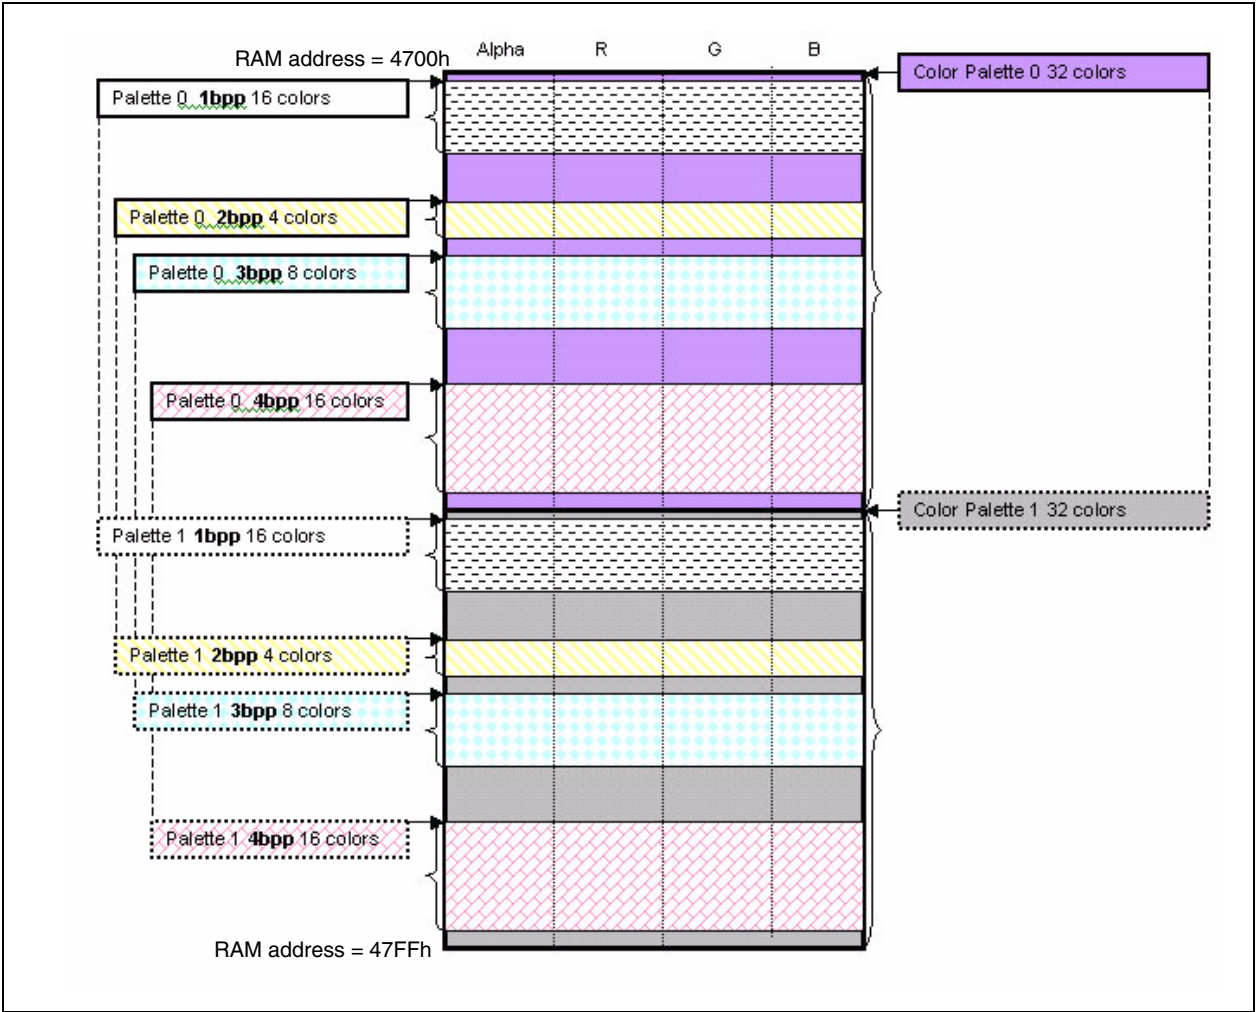 Alpha R G B
RAM address = 4700h
Color Palette 0 32 colors
Palette 0 1bpp 16 colors
Palette 0 2bpp 4 colors
Palette 0 3bpp 8 colors
Palette 0 4bpp 16 colors
Color Palette 1 32 colors
Palette 1 1bpp 16 colors
Palette 1 2bpp 4 colors
Palette 1 3bpp 8 colors
Palette 1 4bpp 16 colors
RAM address = 47FFh